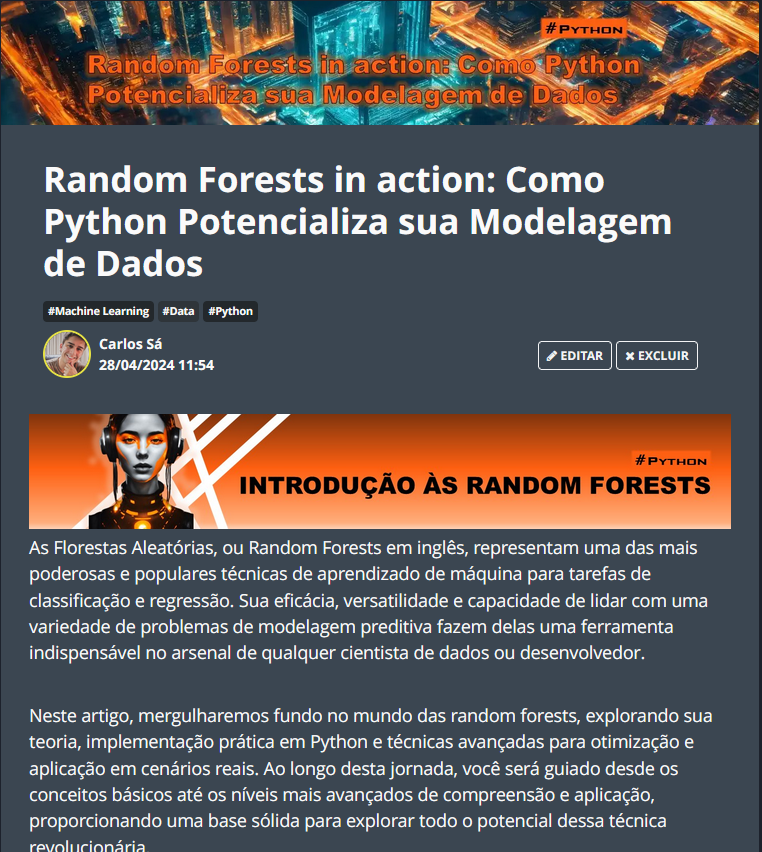 #Python
Random Forests in action: Como Python
Potencializa sua Modelagem de Dados
Random Forests in action: Como
Python Potencializa sua Modelagem
de Dados
#Machine Learning #Data #Python
Carlos Sá
28/04/2024 11:54
EDITAR EXCLUIR
#Python
INTRODUÇÃO ÀS RANDOM FORESTS
As Florestas Aleatórias, ou Random Forests em inglês, representam uma das mais
poderosas e populares técnicas de aprendizado de máquina para tarefas de
classificação e regressão. Sua eficácia, versatilidade e capacidade de lidar com uma
variedade de problemas de modelagem preditiva fazem delas uma ferramenta
indispensável no arsenal de qualquer cientista de dados ou desenvolvedor.
Neste artigo, mergulharemos fundo no mundo das random forests, explorando sua
teoria, implementação prática em Python e técnicas avançadas para otimização e
aplicação em cenários reais. Ao longo desta jornada, você será guiado desde os
conceitos básicos até os níveis mais avançados de compreensão e aplicação,
proporcionando uma base sólida para explorar todo o potencial dessa técnica
revolucionária.